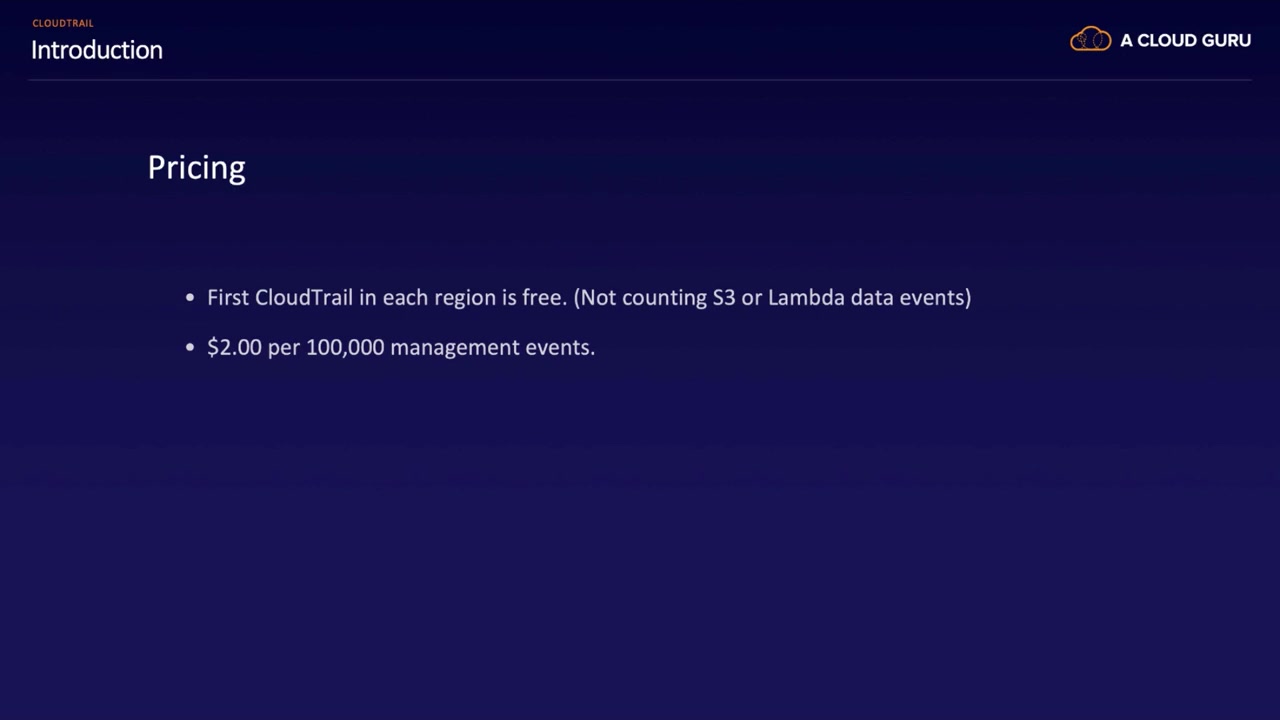 CLOUDTRAIL
Introduction
A CLOUD GURU
Pricing
• First CloudTrail in each region is free. (Not counting S3 or Lambda data events)
• $2.00 per 100,000 management events.